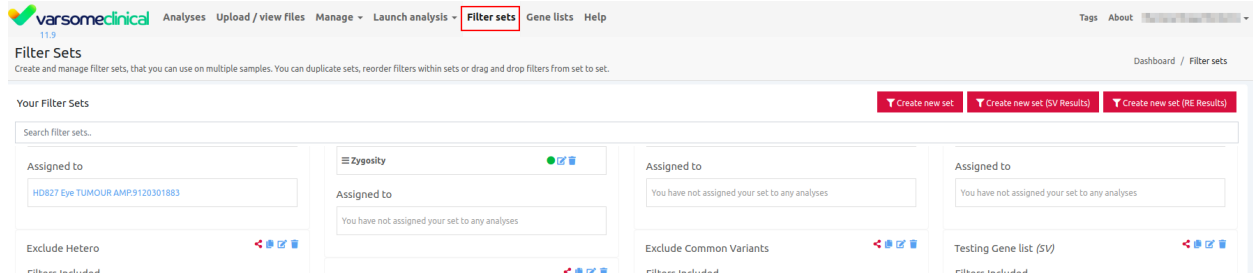 varsomeclinical Analyses Upload / view files Manage Launch analysis Filter sets Gene lists Help Tags About
11.9
Filter Sets
Create and manage filter sets, that you can use on multiple samples. You can duplicate sets, reorder filters within sets or drag and drop filters from set to set.
Dashboard / Filter sets
Your Filter Sets
Create new set
Create new set (SV Results)
Create new set (RE Results)
Search filter sets..
Assigned to
HD827 Eye TUMOUR AMP.9120301883
Exclude Hetero
Filters Included
Zygosity
Assigned to
You have not assigned your set to any analyses
Assigned to
You have not assigned your set to any analyses
Exclude Common Variants
Filters Included
Assigned to
You have not assigned your set to any analyses
Testing Gene list (SV)
Filters Included